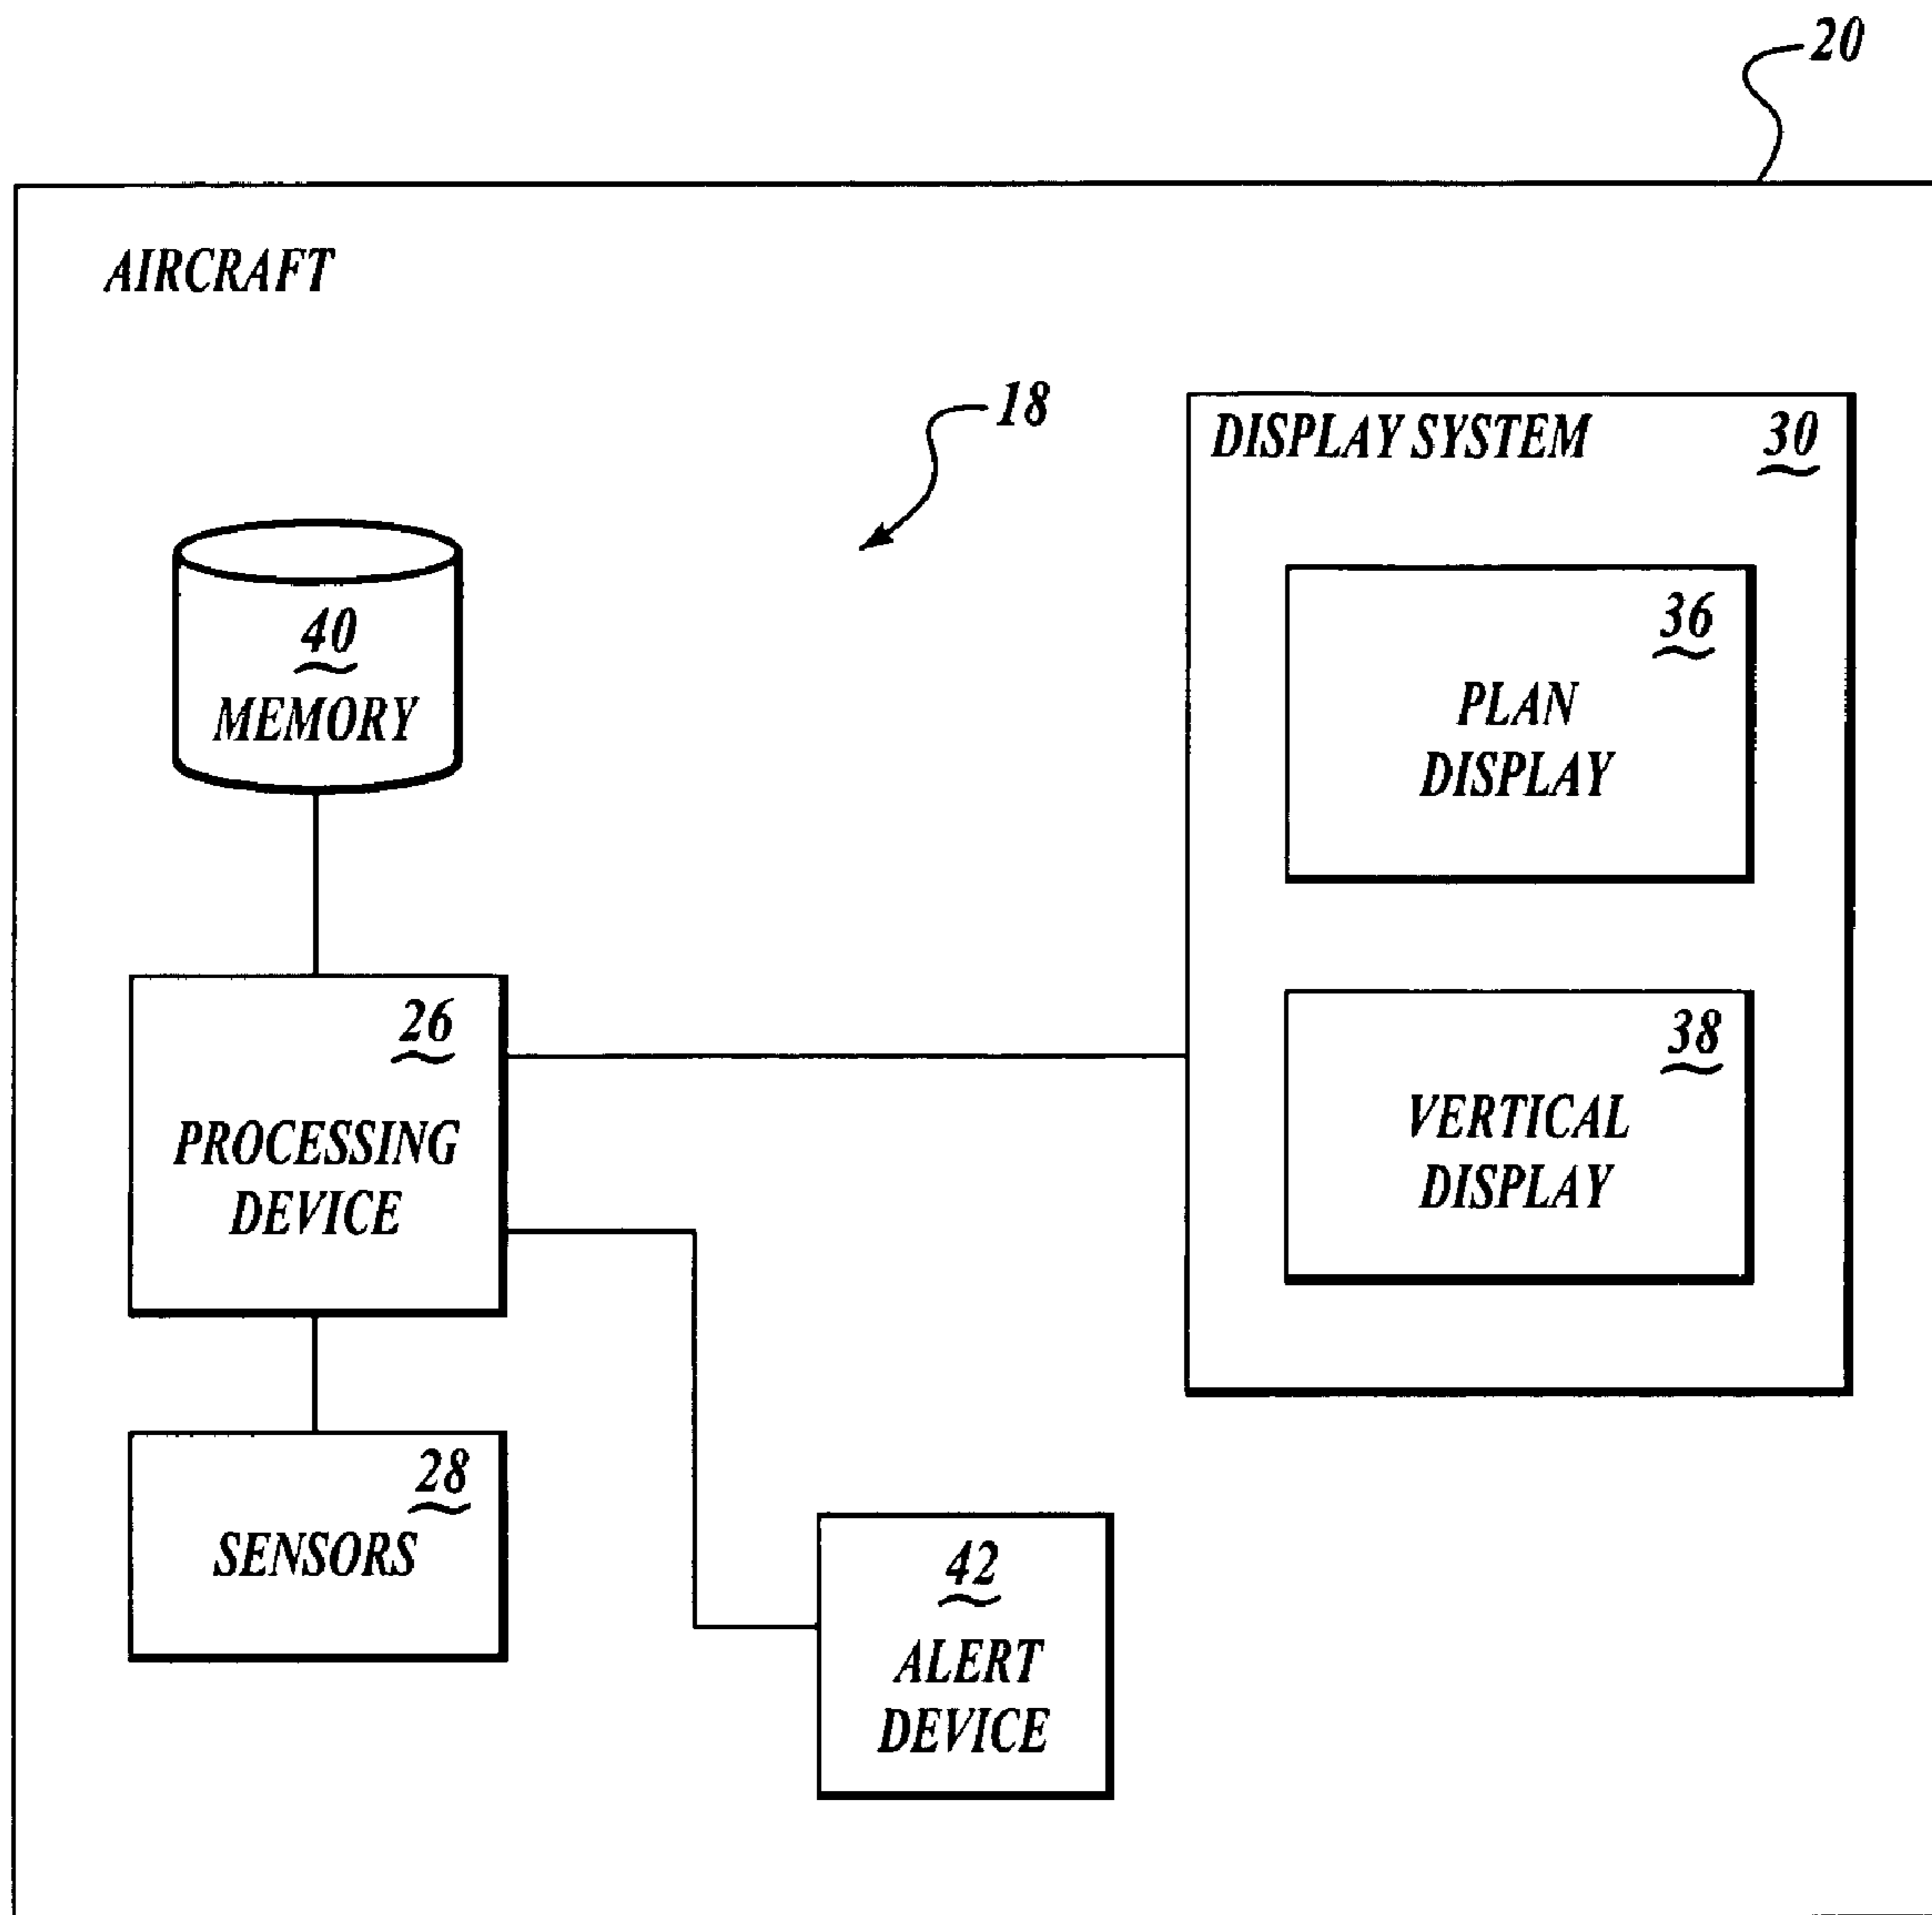 20
AIRCRAFT
18
DISPLAY SYSTEM 30
40
MEMORY
36
PLAN
DISPLAY
26
PROCESSING
DEVICE
38
VERTICAL
DISPLAY
28
SENSORS
42
ALERT
DEVICE